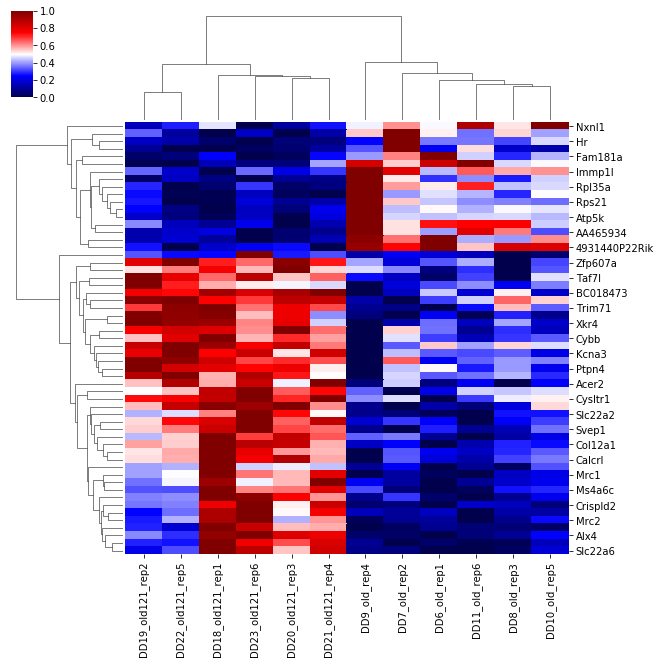 1.0
0.8
0.6
0.4
0.2
0.0
Nxnl1
Hr
Fam181a
Immp1l
Rpl35a
Rps21
Atp5k
AA465934
4931440P22Rik
Zfp607a
Taf7l
BC018473
Trim71
Xkr4
Cybb
Kcna3
Ptpn4
Acer2
Cysltr1
Slc22a2
Svep1
Col12a1
Calcrl
Mrc1
Ms4a6c
Crispld2
Mrc2
Alx4
Slc22a6
DD19_old121_rep2
DD22_old121_rep5
DD18_old121_rep1
DD23_old121_rep6
DD20_old121_rep3
DD21_old121_rep4
DD9_old_rep4
DD7_old_rep2
DD6_old_rep1
DD11_old_rep6
DD8_old_rep3
DD10_old_rep5